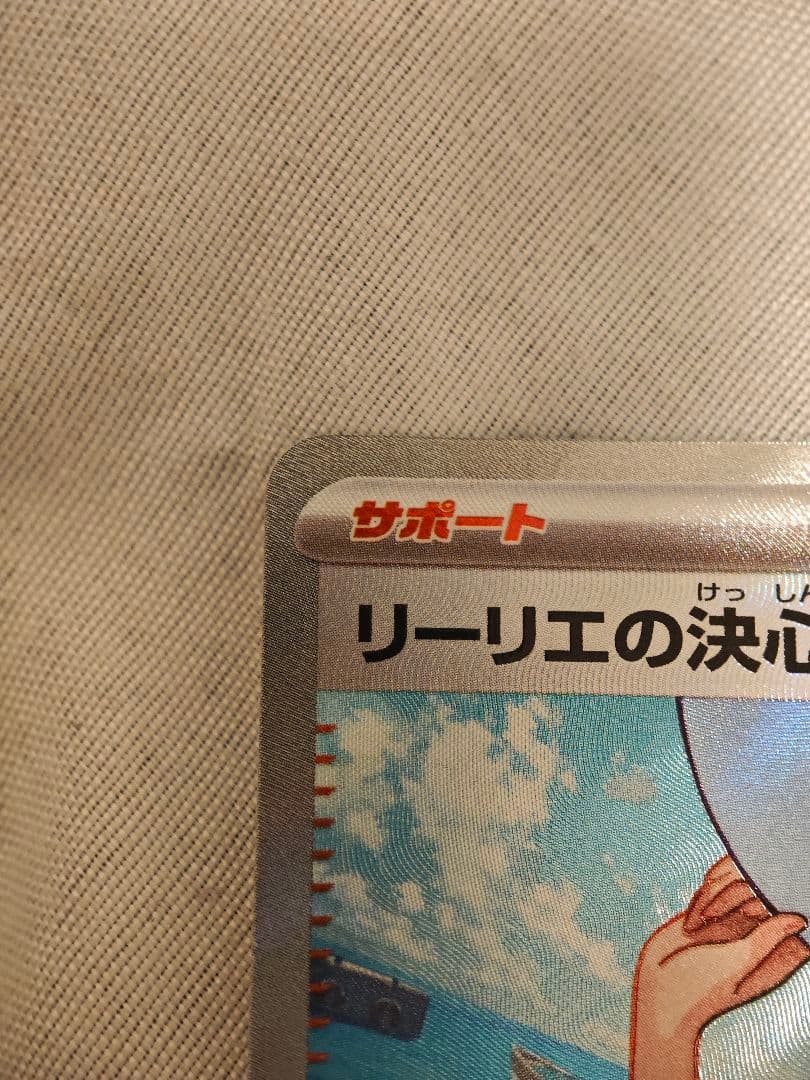 サポート
けっ しん
リーリエの決心